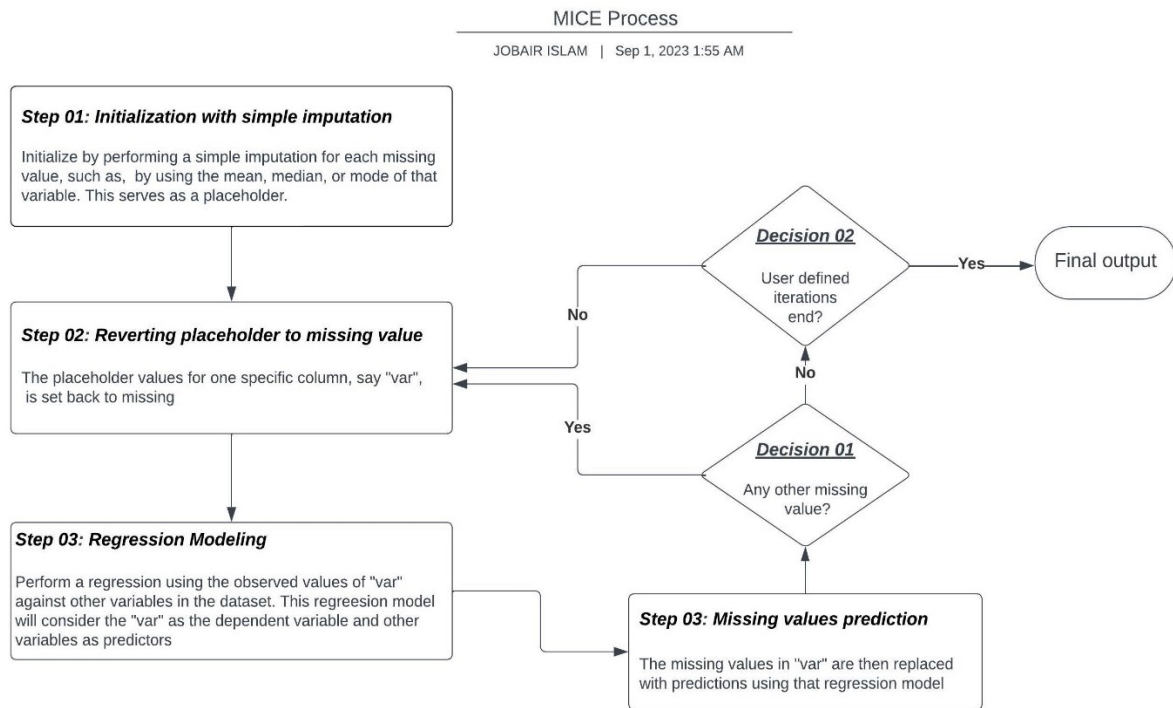 MICE Process
JOBAIR ISLAM | Sep 1, 2023 1:55 AM
Step 01: Initialization with simple imputation
Initialize by performing a simple imputation for each missing
value, such as, by using the mean, median, or mode of that
variable. This serves as a placeholder.
Step 02: Reverting placeholder to missing value
The placeholder values for one specific column, say "var",
is set back to missing
Step 03: Regression Modeling
Perform a regression using the observed values of "var"
against other variables in the dataset. This regreesion model
will consider the "var" as the dependent variable and other
variables as predictors
Step 03: Missing values prediction
The missing values in "var" are then replaced
with predictions using that regression model
Decision 01
Any other missing
value?
Yes
No
Decision 02
User defined
iterations
end?
No
Yes
Final output